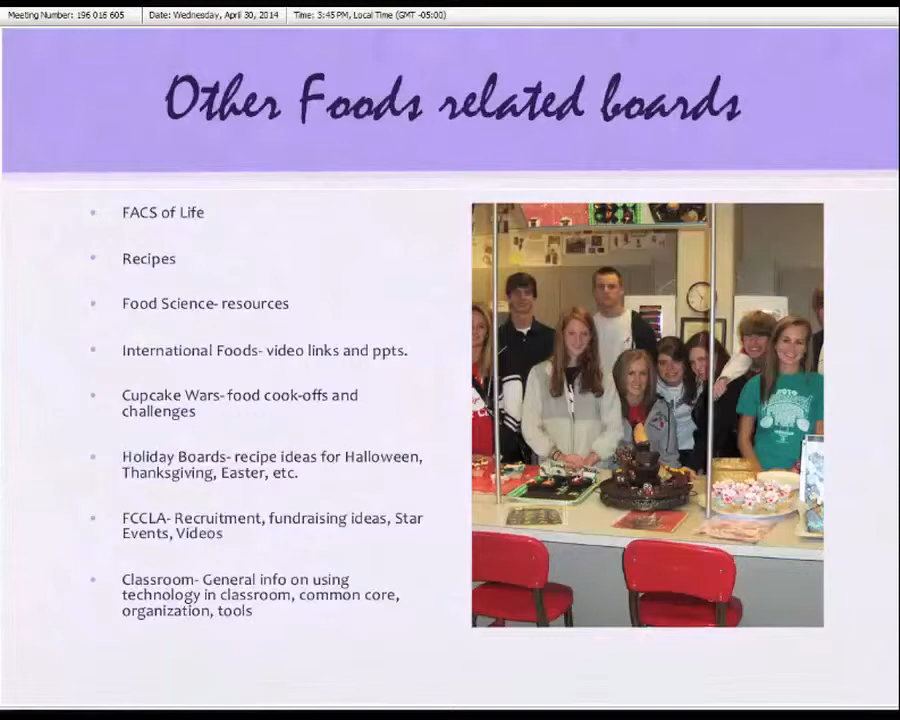 Meeting Number: 196 016 605 Date: Wednesday, April 30, 2014 Time: 3:45 PM, Local Time (GMT -05:00)
Other Foods related boards
FACS of Life
Recipes
Food Science- resources
International Foods- video links and ppts.
Cupcake Wars- food cook-offs and
challenges
Holiday Boards- recipe ideas for Halloween,
Thanksgiving, Easter, etc.
FCCLA- Recruitment, fundraising ideas, Star
Events, Videos
Classroom- General info on using
technology in classroom, common core,
organization, tools